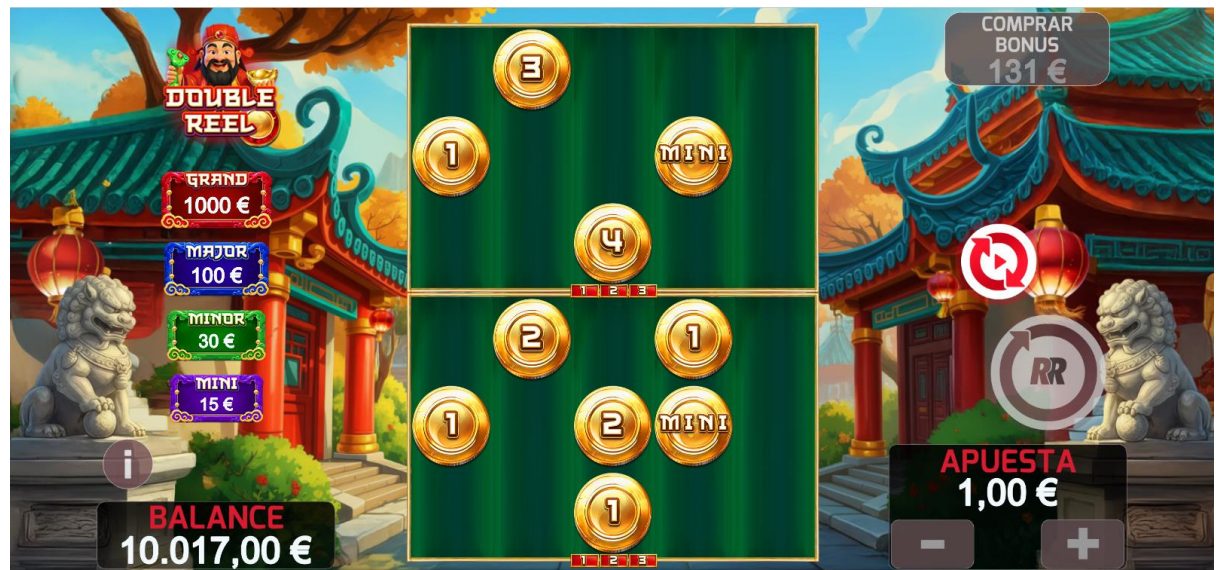 DOUBLE
REEL
GRAND
1000 €
MAJOR
100 €
MINOR
30 €
MINI
15 €
i
BALANCE
10.017,00 €
3
1
MINI
4
1 2 3
2
1
1
2
MINI
1
1 2 3
COMPRAR
BONUS
131 €
RR
APUESTA
1,00 €
- +